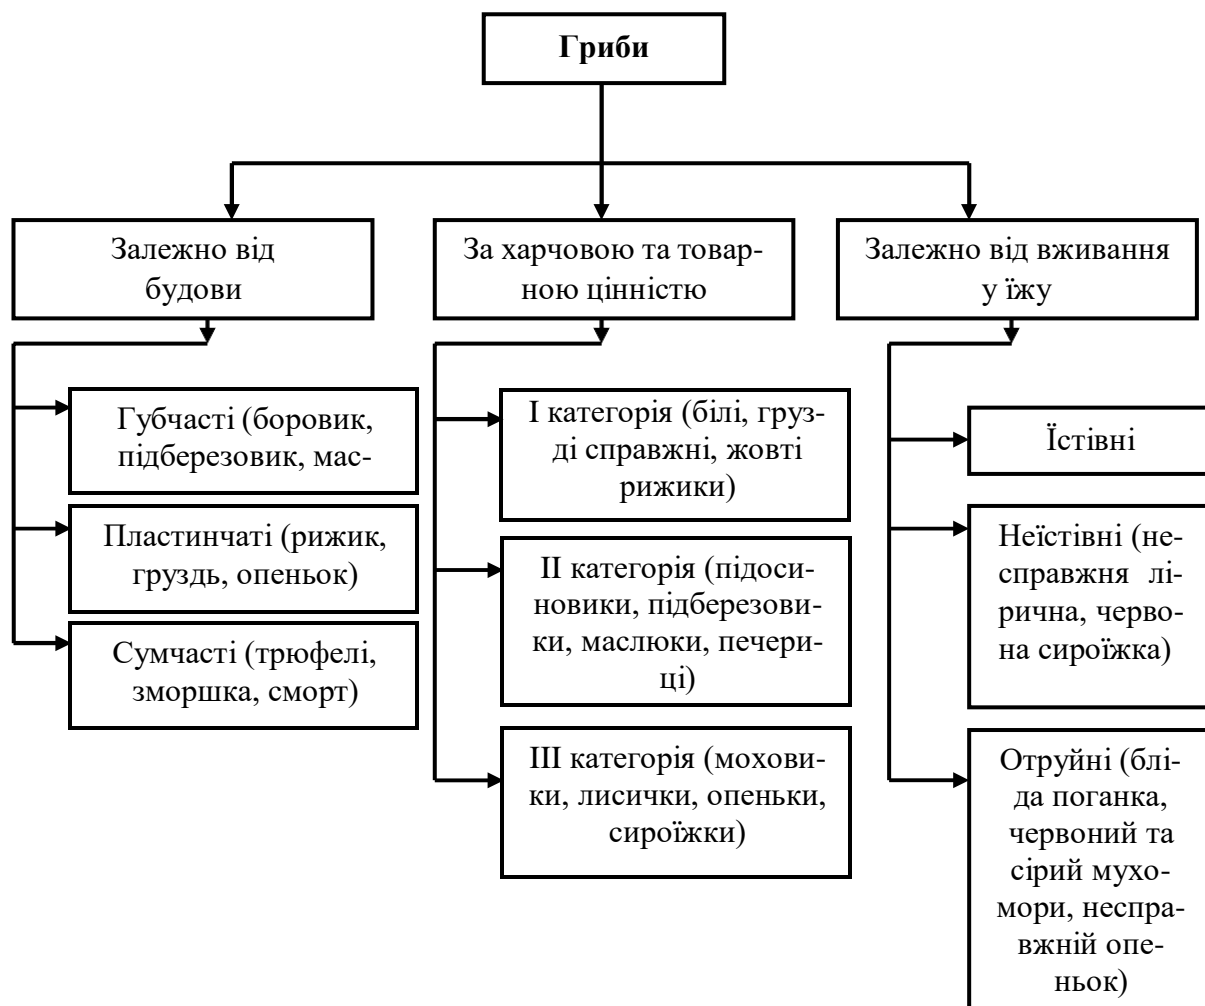 Гриби
Залежно від
будови
За харчовою та товар-
ною цінністю
Залежно від вживання
у їжу
Губчасті (боровик,
підберезовик, мас-
Пластинчаті (рижик,
груздь, опеньок)
Сумчасті (трюфелі,
зморшка, сморт)
І категорія (білі, груз-
ді справжні, жовті
рижики)
ІІ категорія (підоси-
новики, підберезови-
ки, маслюки, печери-
ці)
ІІІ категорія (мохови-
ки, лисички, опеньки,
сироїжки)
Їстівні
Неїстівні (не-
справжня лі-
рична, черво-
на сироїжка)
Отруйні (блі-
да поганка,
червоний та
сірий мухо-
мори, неспра-
вжній опе-
ньок)